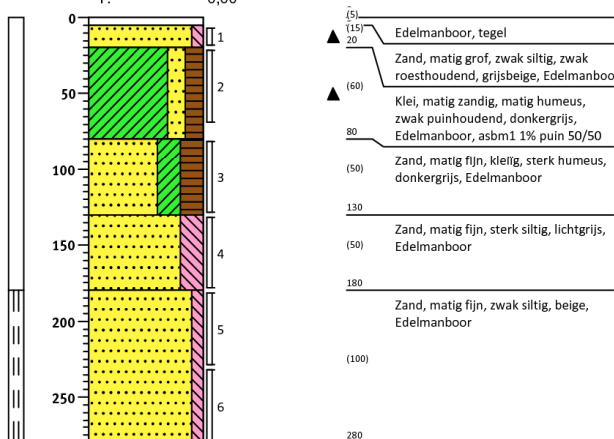 0,00
0
50
100
150
200
250
1
2
3
4
5
6
(5)
(15)
20
(60)
80
(50)
130
(50)
180
(100)
280
Edelmanboor, tegel
Zand, matig grof, zwak siltig, zwak
roesthoudend, grijsbeige, Edelmanboo
Klei, matig zandig, matig humeus,
zwak puinhoudend, donkergrijs,
Edelmanboor, asbm1 1% puin 50/50
Zand, matig fijn, kleiïg, sterk humeus,
donkergrijs, Edelmanboor
Zand, matig fijn, sterk siltig, lichtgrijs,
Edelmanboor
Zand, matig fijn, zwak siltig, beige,
Edelmanboor